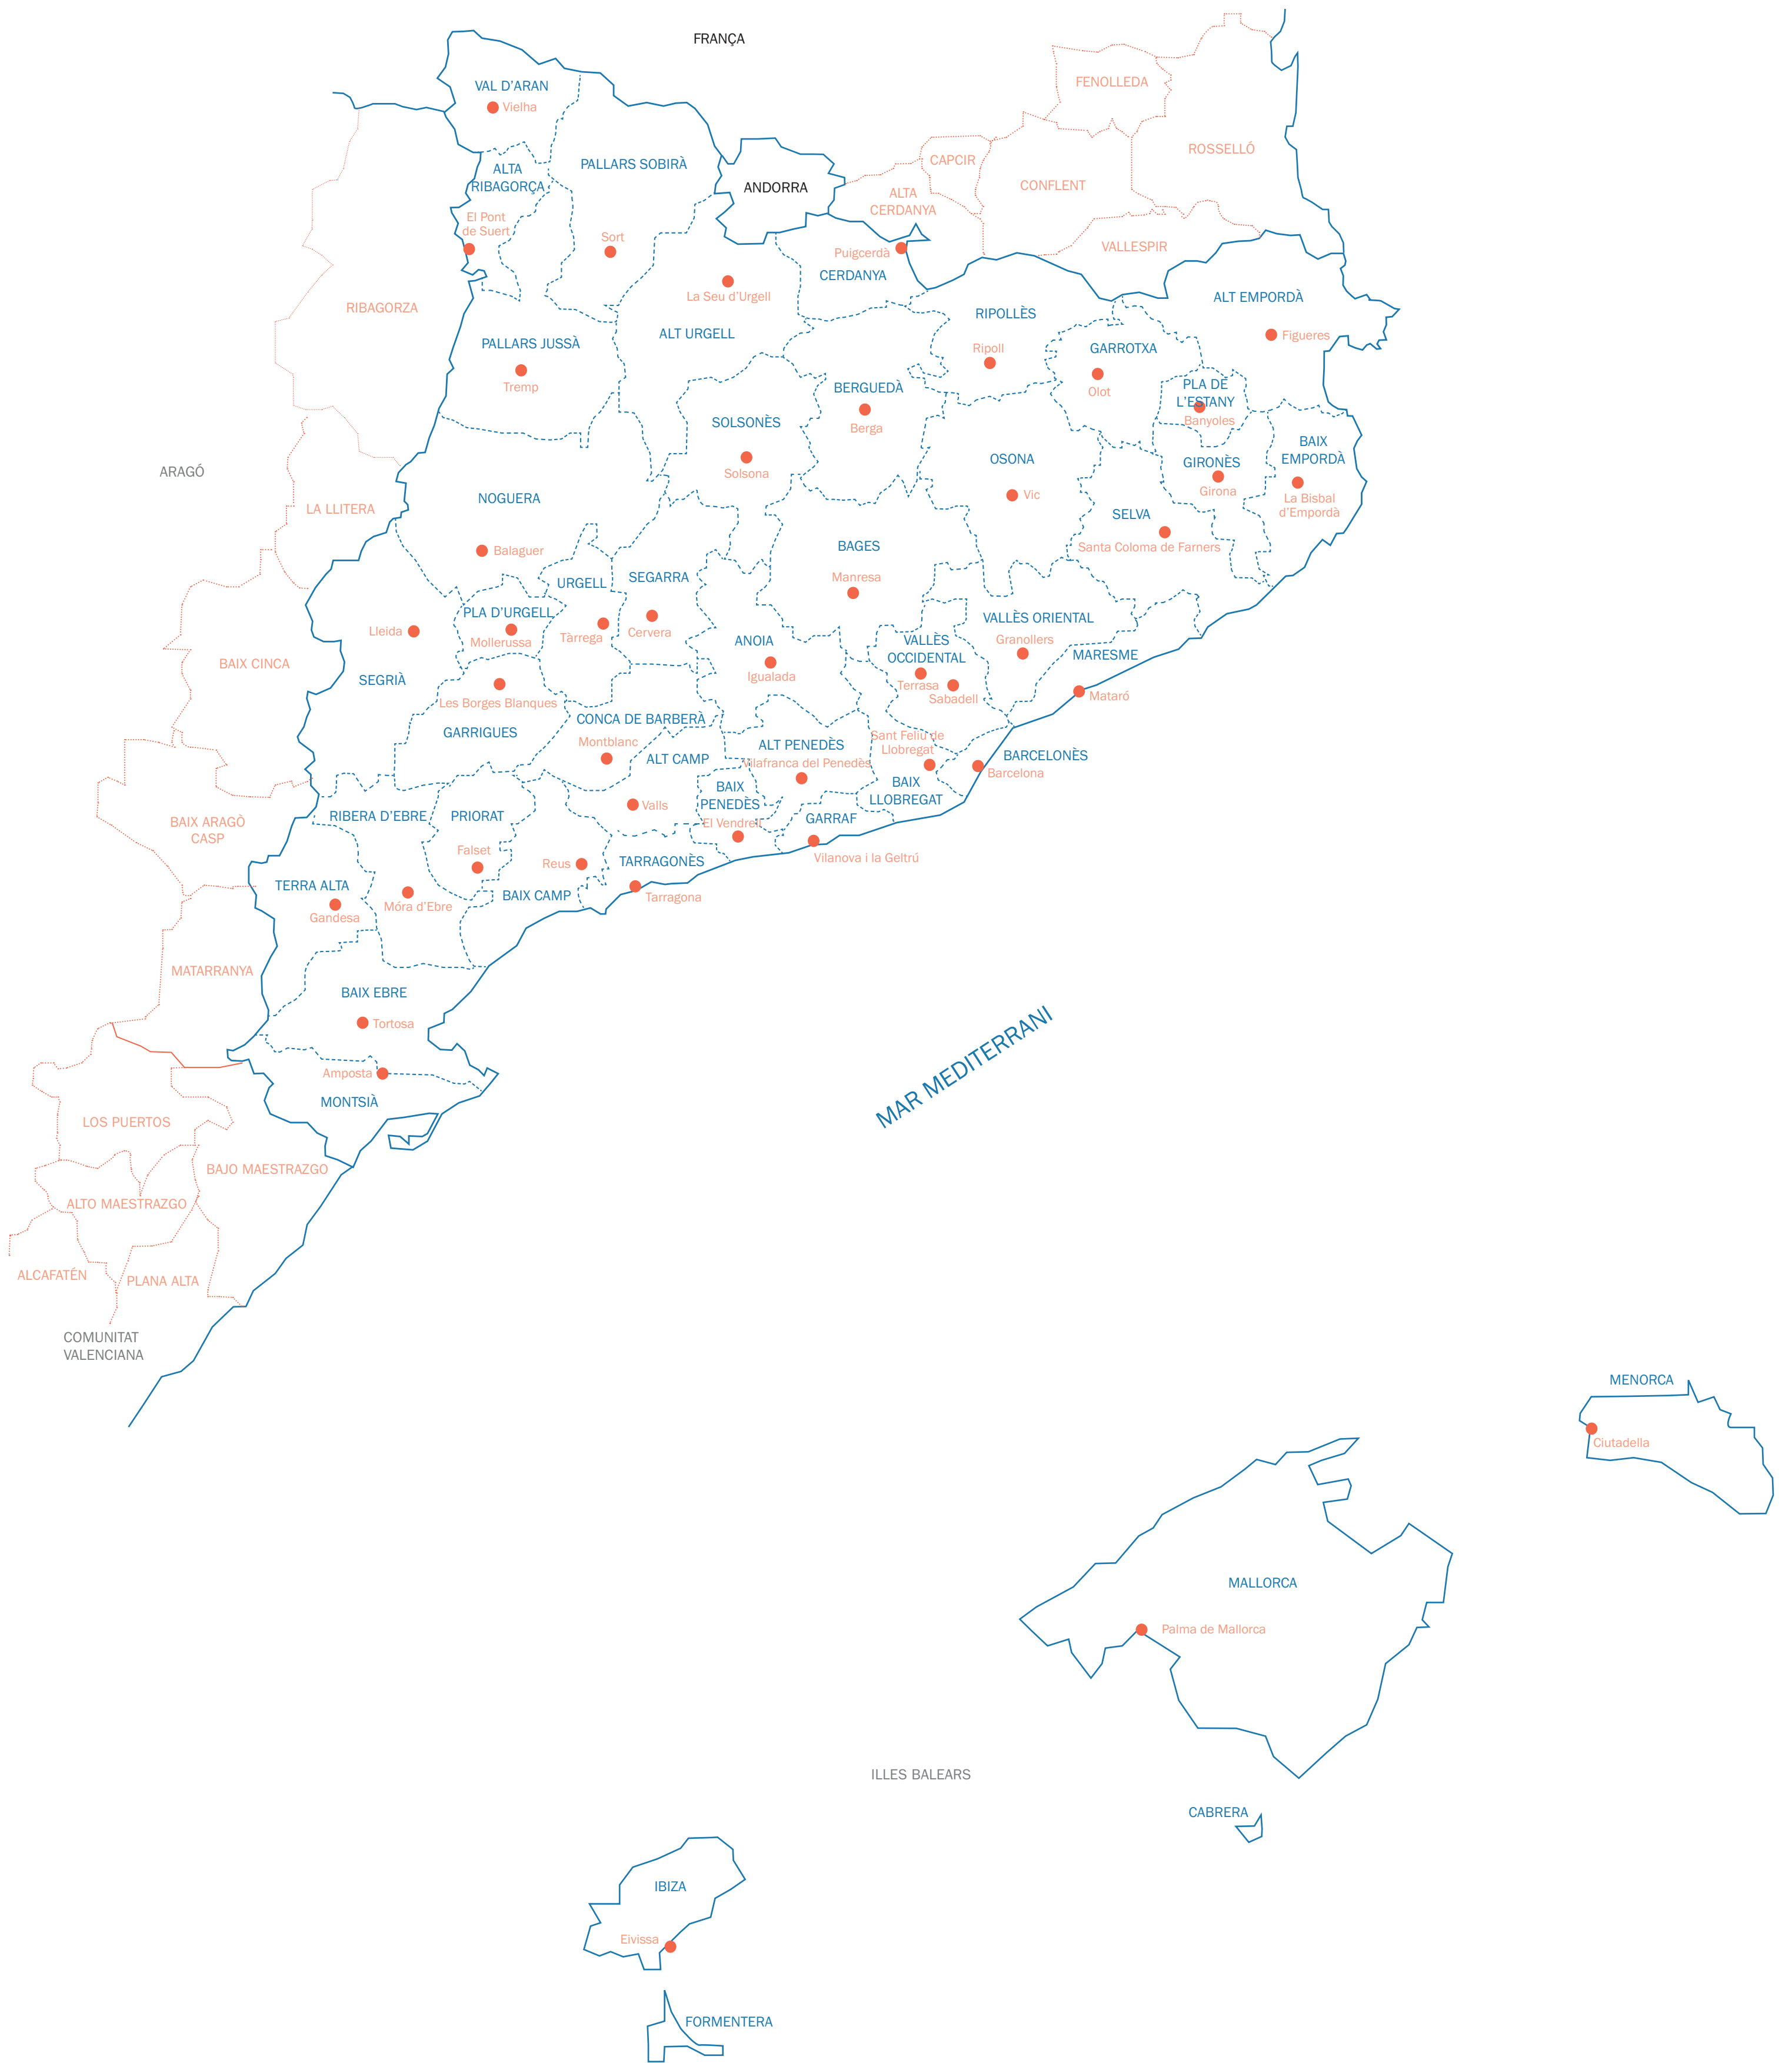 FRANÇA
FENOLLEDA
VAL D'ARAN
Vielha
ROSSELLÓ
CAPCIR
PALLARS SOBIRÀ
ALTA
RIBAGORÇA
CONFLENT
ANDORRA
ALTA
CERDANYA
El Pont
de Suert
Sort
VALLESPIR
Puigcerdà
CERDANYA
La Seu d'Urgell
ALT EMPORDÀ
RIBAGORZA
RIPOLLÈS
ALT URGELL
Figueres
PALLARS JUSSÀ
Ripoll
GARROTXA
Tremp
BERGUEDÀ
Olot
PLA DE
L'ESTANY
Banyoles
SOLSONÈS
Berga
BAIX
EMPORDÀ
OSONA
GIRONÈS
ARAGÓ
Solsona
Girona
NOGUERA
Vic
La Bisbal
d'Empordà
LA LLITERA
SELVA
BAGES
Santa Coloma de Farners
Balaguer
Manresa
URGELL
SEGARRA
PLA D'URGELL
VALLÈS ORIENTAL
Lleida
Mollerussa
Tàrrega
Cervera
ANOIA
VALLÈS
OCCIDENTAL
Granollers
MARESME
BAIX CINCA
SEGRIÀ
Igualada
Terrasa
Sabadell
Mataró
Les Borges Blanques
CONCA DE BARBERÀ
GARRIGUES
Montblanc
ALT PENEDÈS
Sant Feliu de
Llobregat
ALT CAMP
Vilafranca del Penedès
BARCELONÈS
Barcelona
BAIX
PENEDÈS
BAIX
LLOBREGAT
Valls
RIBERA D'EBRE
PRIORAT
El Vendrell
GARRAF
BAIX ARAGÒ
CASP
Falset
Reus
TARRAGONÈS
Vilanova i la Geltrú
TERRA ALTA
BAIX CAMP
Tarragona
Móra d'Ebre
Gandesa
MATARRANYA
BAIX EBRE
Tortosa
MAR MEDITERRANI
Amposta
MONTSIÀ
LOS PUERTOS
BAJO MAESTRAZGO
ALTO MAESTRAZGO
ALCAFATÉN
PLANA ALTA
COMUNITAT
VALENCIANA
MENORCA
Ciutadella
MALLORCA
Palma de Mallorca
ILLES BALEARS
CABRERA
IBIZA
Eivissa
FORMENTERA